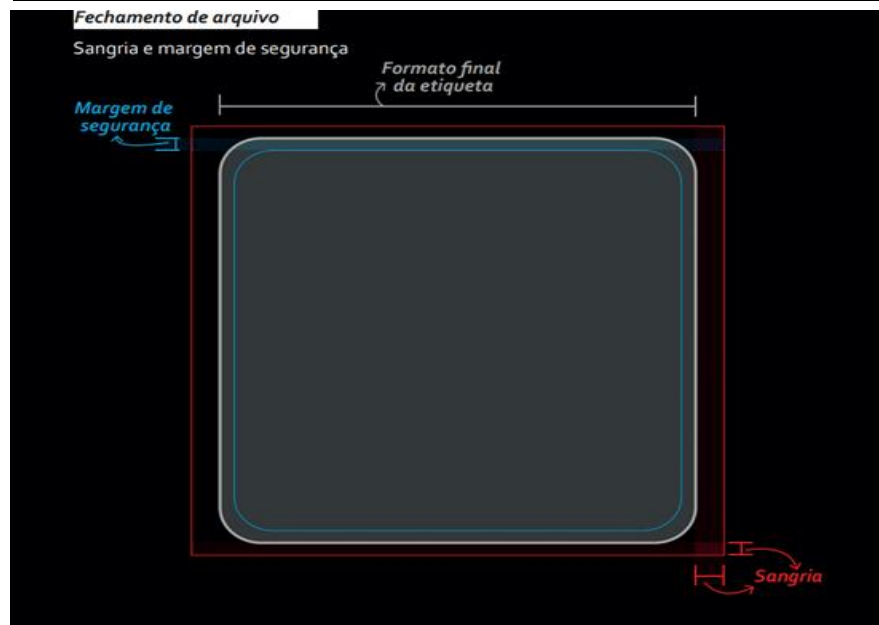 Fechamento de arquivo
Sangria e margem de segurança
Formato final
da etiqueta
Margem de
segurança
Sangria